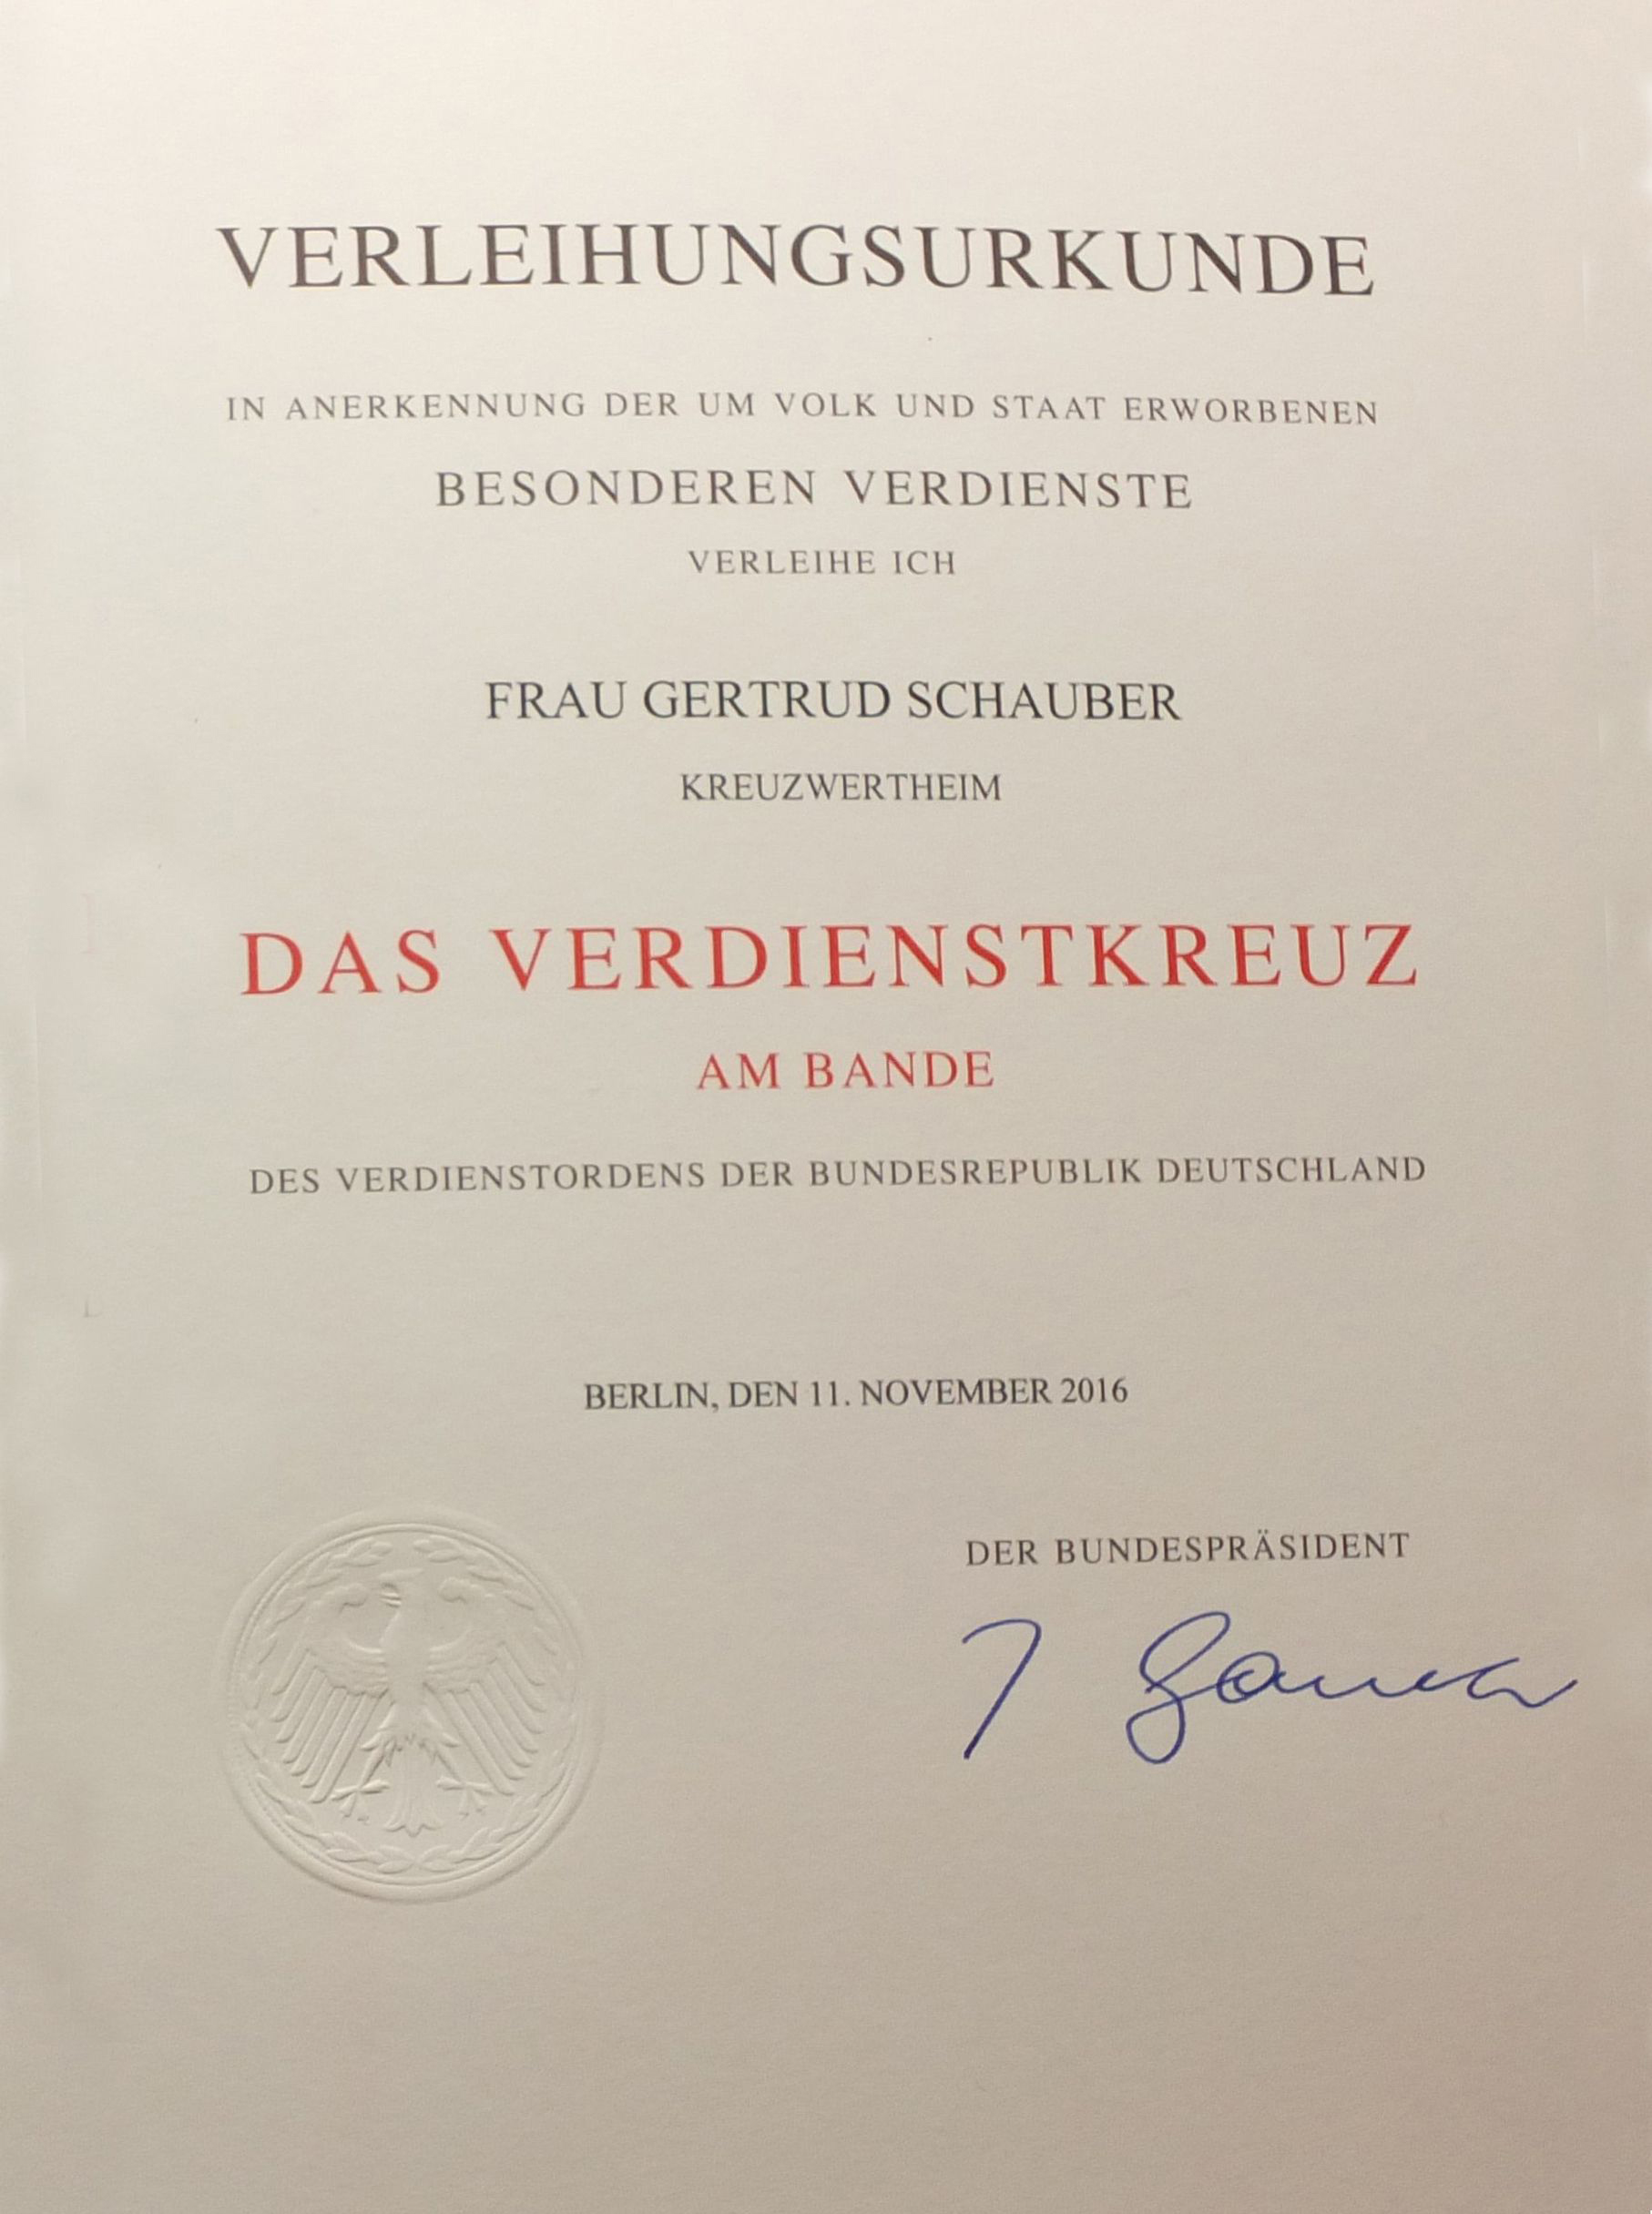 VERLEIHUNGSURKUNDE
IN ANERKENNUNG DER UM VOLK UND STAAT ERWORBENEN
BESONDEREN VERDIENSTE
VERLEIHE ICH
FRAU GERTRUD SCHAUBER
KREUZWERTHEIM
DAS VERDIENSTKREUZ
AM BANDE
DES VERDIENSTORDENS DER BUNDESREPUBLIK DEUTSCHLAND
BERLIN, DEN 11. NOVEMBER 2016
DER BUNDESPRÄSIDENT
J Gauck